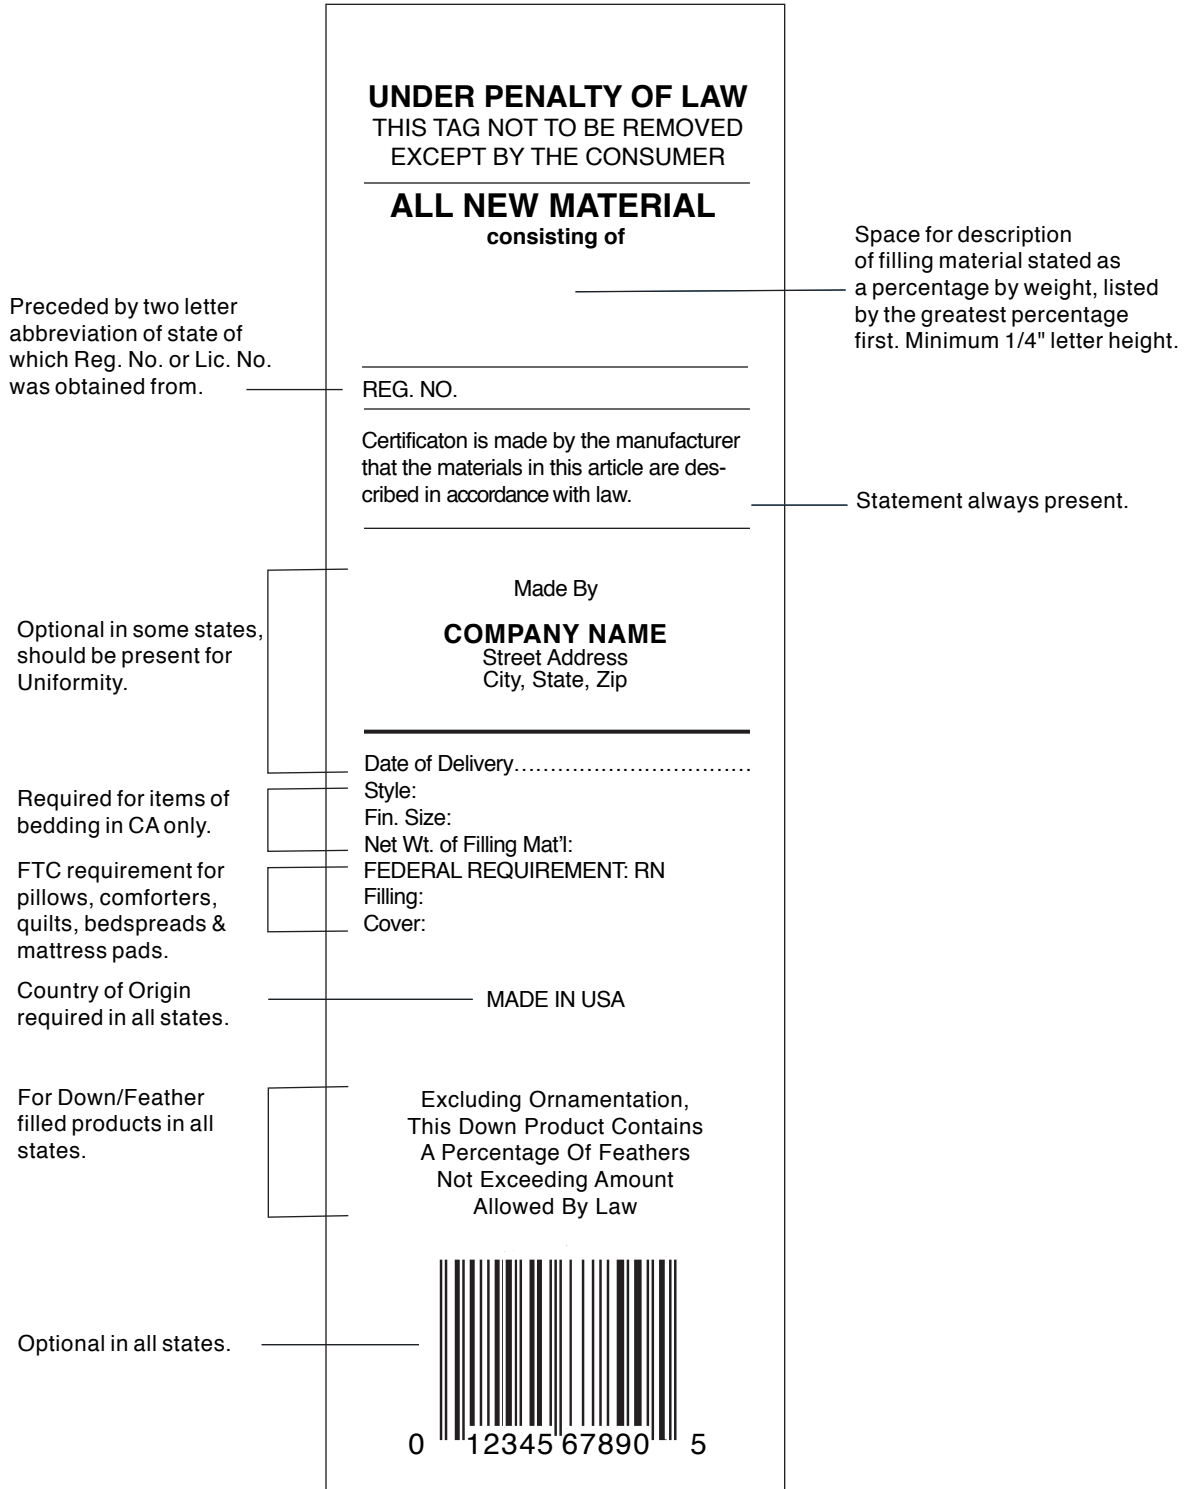 UNDER PENALTY OF LAW
THIS TAG NOT TO BE REMOVED
EXCEPT BY THE CONSUMER
ALL NEW MATERIAL
consisting of
Space for description
of filling material stated as
a percentage by weight, listed
by the greatest percentage
first. Minimum 1/4" letter height.
Preceded by two letter
abbreviation of state of
which Reg. No. or Lic. No.
was obtained from.
REG. NO.
Certificaton is made by the manufacturer
that the materials in this article are des-
cribed in accordance with law.
Statement always present.
Optional in some states,
should be present for
Uniformity.
Made By
COMPANY NAME
Street Address
City, State, Zip
Date of Delivery................................
Required for items of
bedding in CA only.
Style:
Fin. Size:
Net Wt. of Filling Mat'l:
FTC requirement for
pillows, comforters,
quilts, bedspreads &
mattress pads.
FEDERAL REQUIREMENT: RN
Filling:
Cover:
Country of Origin
required in all states.
MADE IN USA
For Down/Feather
filled products in all
states.
Excluding Ornamentation,
This Down Product Contains
A Percentage Of Feathers
Not Exceeding Amount
Allowed By Law
Optional in all states.
0 12345 67890 5